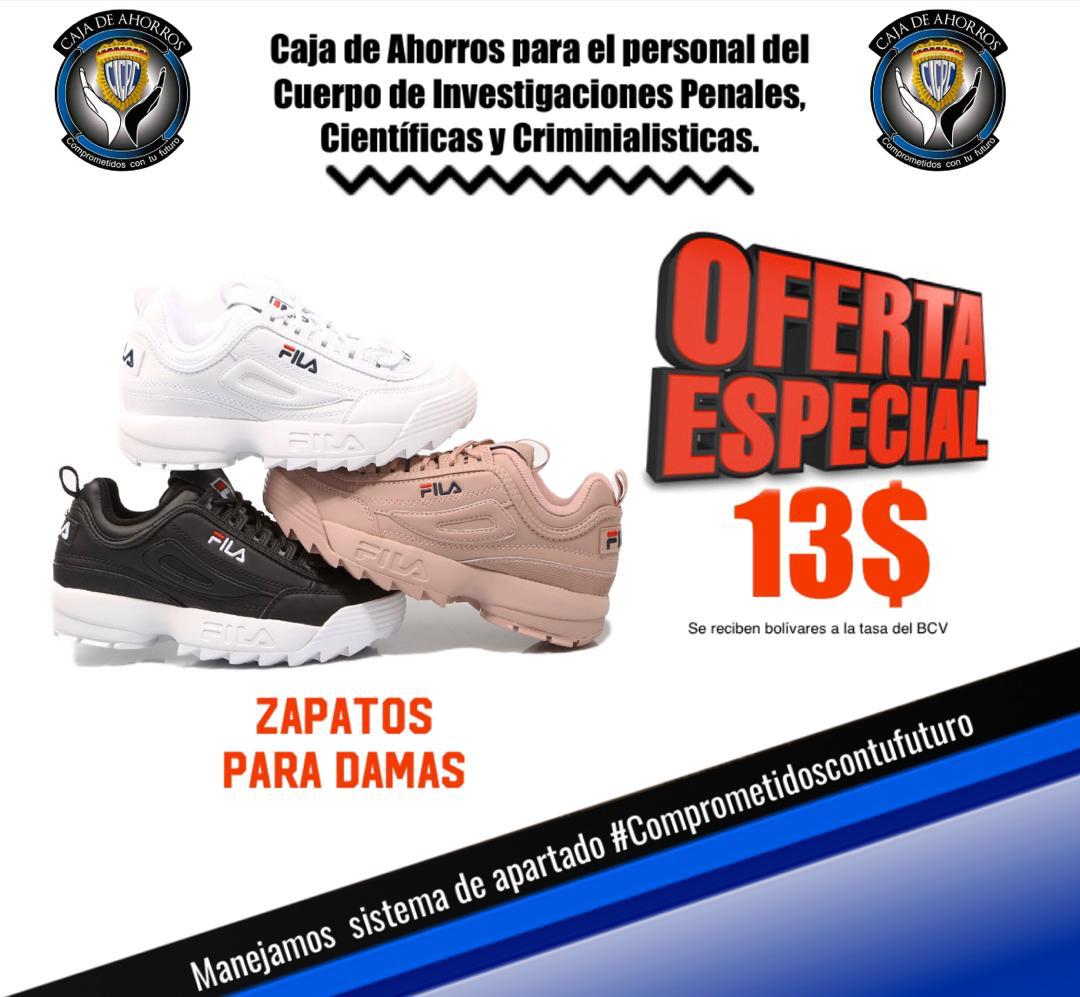 CAJA DE AHORROS
CICPC
Comprometidos con tu futuro
Caja de Ahorros para el personal del
Cuerpo de Investigaciones Penales,
Científicas y Criminialisticas.
CAJA DE AHORROS
CICPC
Comprometidos con tu futuro
OFERTA
ESPECIAL
13$
Se reciben bolívares a la tasa del BCV
FILA
FILA
FILA
FILA
FILA
FILA
ZAPATOS
PARA DAMAS
Manejamos sistema de apartado #Comprometidoscontufuturo